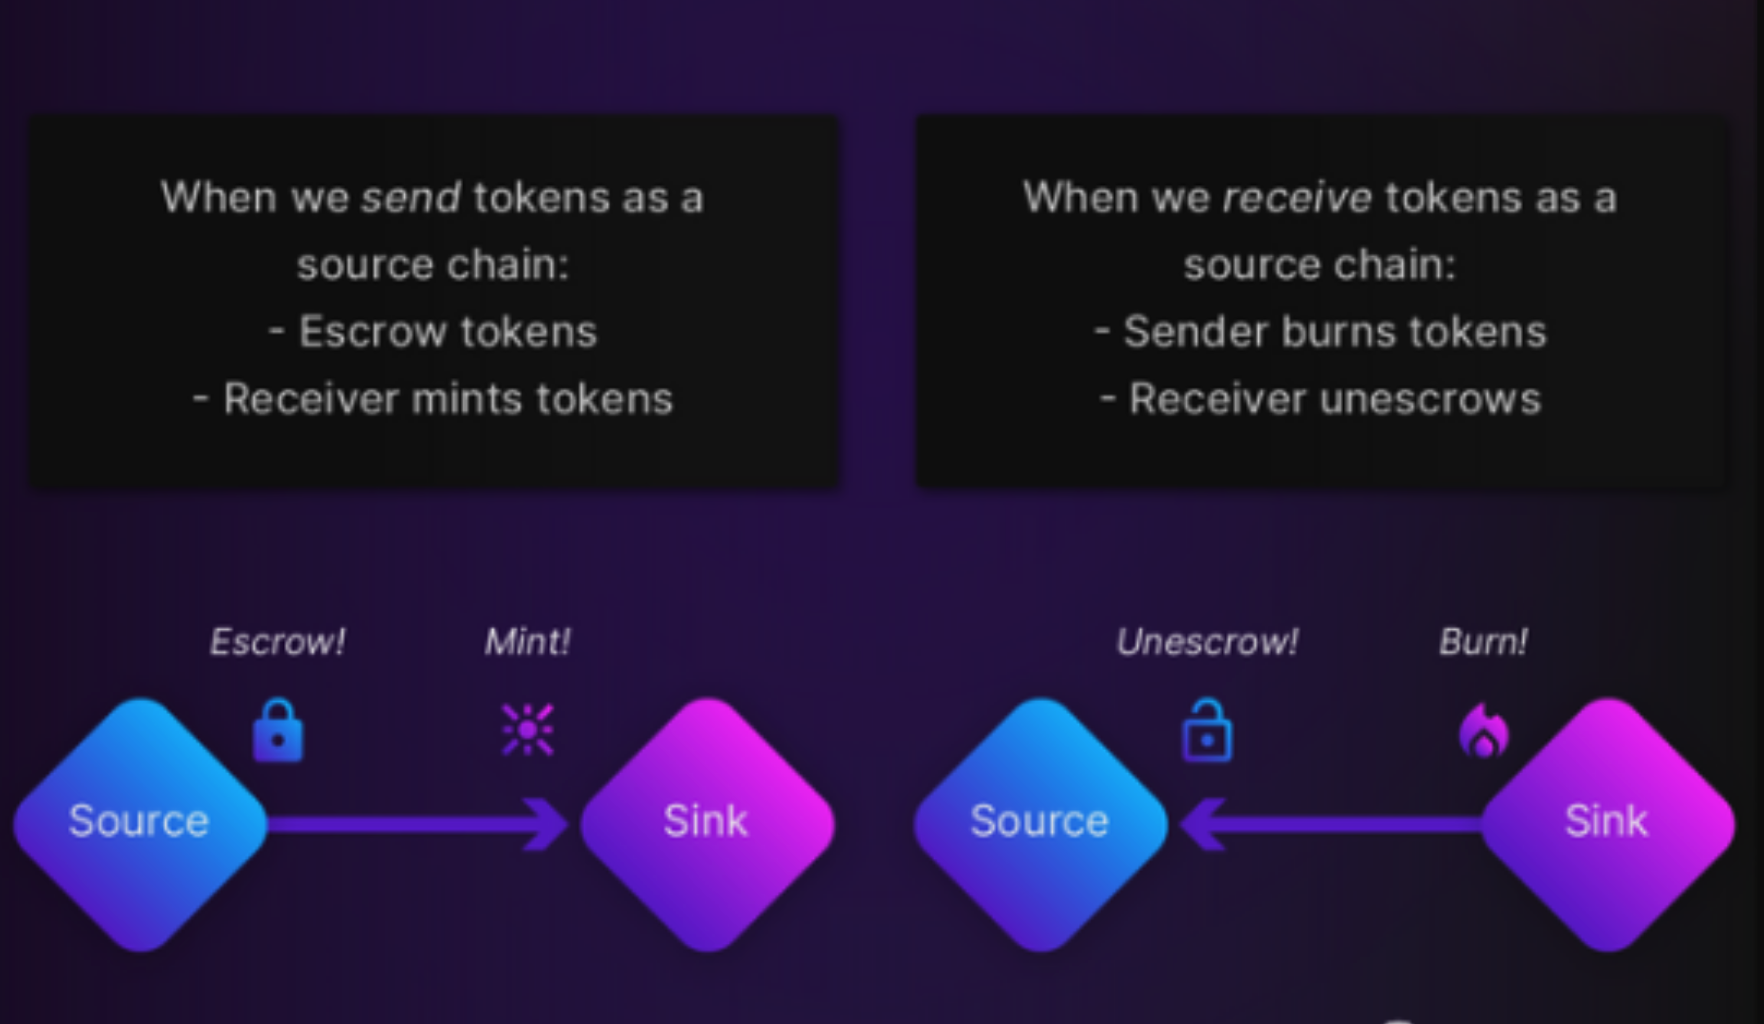 When we send tokens as a
source chain:
- Escrow tokens
- Receiver mints tokens
When we receive tokens as a
source chain:
- Sender burns tokens
- Receiver unescrows
Escrow!
Mint!
Source
Sink
Unescrow!
Burn!
Source
Sink